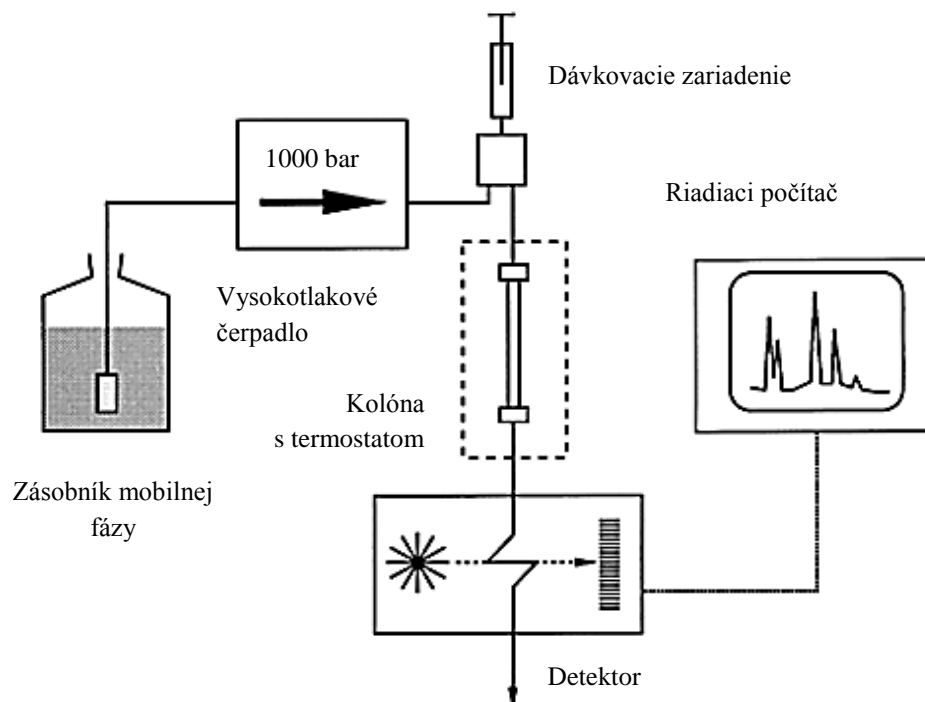 Dávkovacie zariadenie
1000 bar
Riadiaci počítač
Vysokotlakové
čerpadlo
Kolóna
s termostatom
Zásobník mobilnej
fázy
Detektor